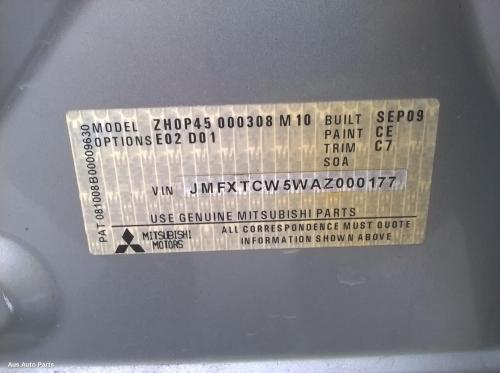 MODEL ZH0P45 000308 M10 BUILT SEP09
OPTIONS E02 D01 PAINT CE
TRIM C7
SOA
VIN JMFXTCW5WAZ000177
USE GENUINE MITSUBISHI PARTS
MITSUBISHI MOTORS
ALL CORRESPONDENCE MUST QUOTE
INFORMATION SHOWN ABOVE
PAT 081008B00009630
Aus Auto Parts